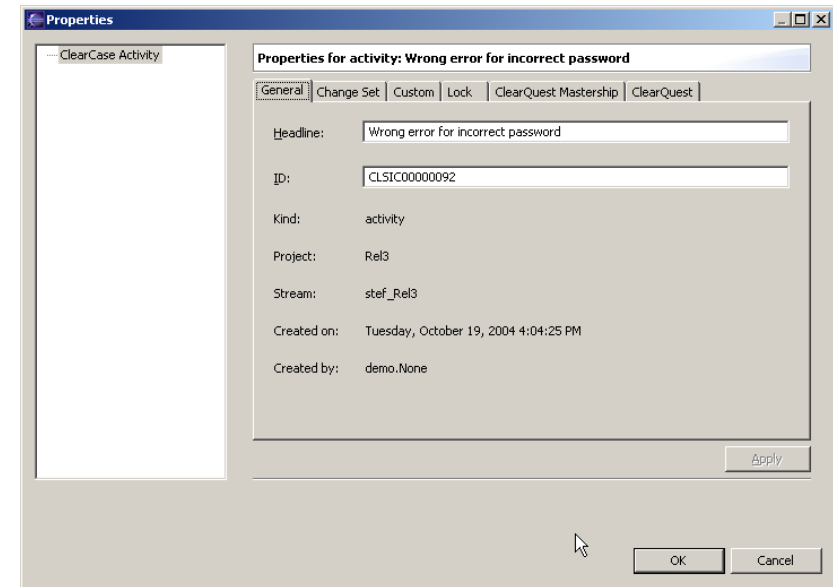 Properties
ClearCase Activity
Properties for activity: Wrong error for incorrect password
General Change Set Custom Lock ClearQuest Mastership ClearQuest
Headline: Wrong error for incorrect password
ID: CLSIC00000092
Kind: activity
Project: Rel3
Stream: stef_Rel3
Created on: Tuesday, October 19, 2004 4:04:25 PM
Created by: demo.None
Apply
OK Cancel